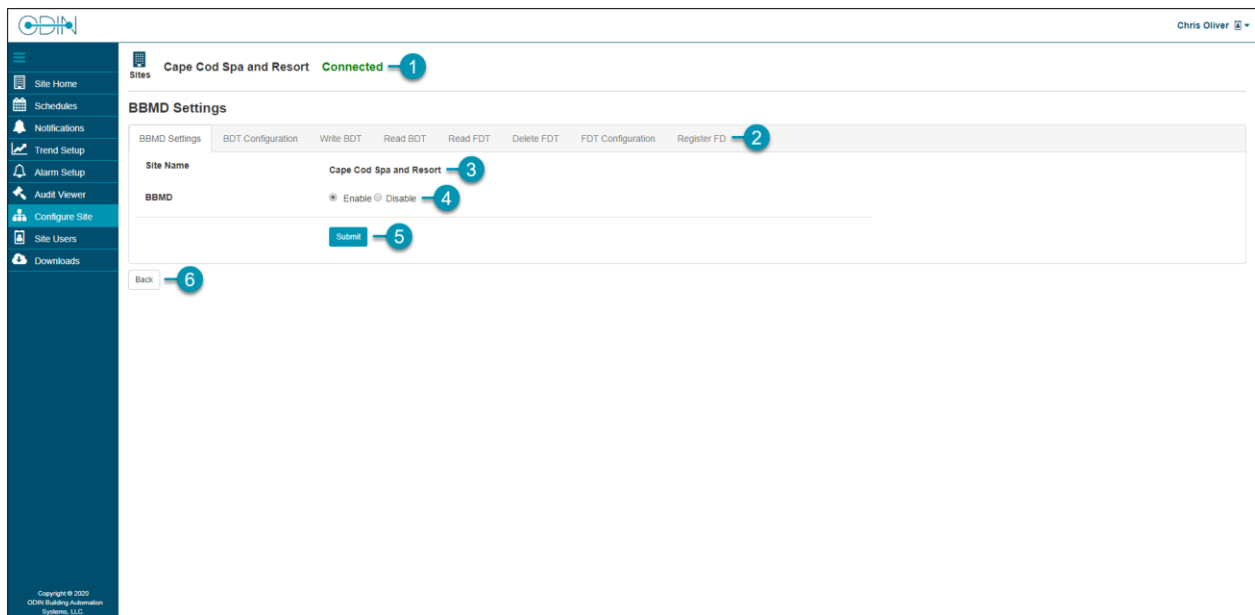 ODIN
Chris Oliver
Sites
Cape Cod Spa and Resort Connected 1
Site Home
Schedules
Notifications
Trend Setup
Alarm Setup
Audit Viewer
Configure Site
Site Users
Downloads
BBMD Settings
BBMD Settings BDT Configuration Write BDT Read BDT Read FDT Delete FDT FDT Configuration Register FD 2
Site Name Cape Cod Spa and Resort 3
BBMD Enable Disable 4
Submit 5
Back 6
Copyright © 2020
ODIN Building Automation
Systems, LLC.